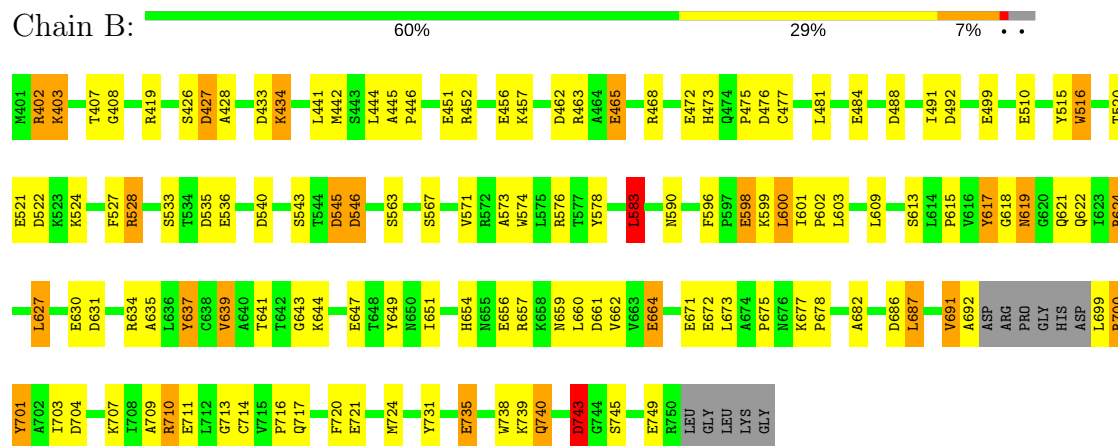 Chain B:
60% 29% 7% • •
M401 R402 K403 T407 G408 R419 S426 D427 A428 D433 K434 L441 M442 S443 L444 A445 P446 E451 R452 E456 K457 D462 R463 A464 E465 R468 E472 H473 Q474 P475 D476 C477 L481 E484 D488 I491 D492 E499 E510 Y515 W516 T520
E521 D522 K523 K524 F527 R528 S533 T534 D535 E536 D540 S543 T544 D545 D546 S563 S567 V571 R572 A573 W574 L575 R576 T577 Y578 L583 N590 F596 P597 E598 K599 L600 I601 P602 L603 L609 S613 L614 P615 V616 Y617 G618 N619 G620 Q621 Q622 I623
L627 E630 D631 R634 A635 L636 Y637 C638 V639 A640 T641 T642 G643 K644 E647 T648 Y649 N650 I651 H654 N655 E656 R657 K658 N659 L660 D661 V662 V663 E664 E671 E672 L673 A674 P675 N676 K677 P678 A682 D686 L687 V691 A692 ASP ARG PRO GLY HIS ASP L699
Y701 A702 I703 D704 K707 I708 A709 R710 E711 L712 G713 C714 V715 P716 Q717 F720 E721 M724 Y731 E735 W738 K739 Q740 D743 G744 S745 E749 R750 LEU GLY LEU LYS GLY